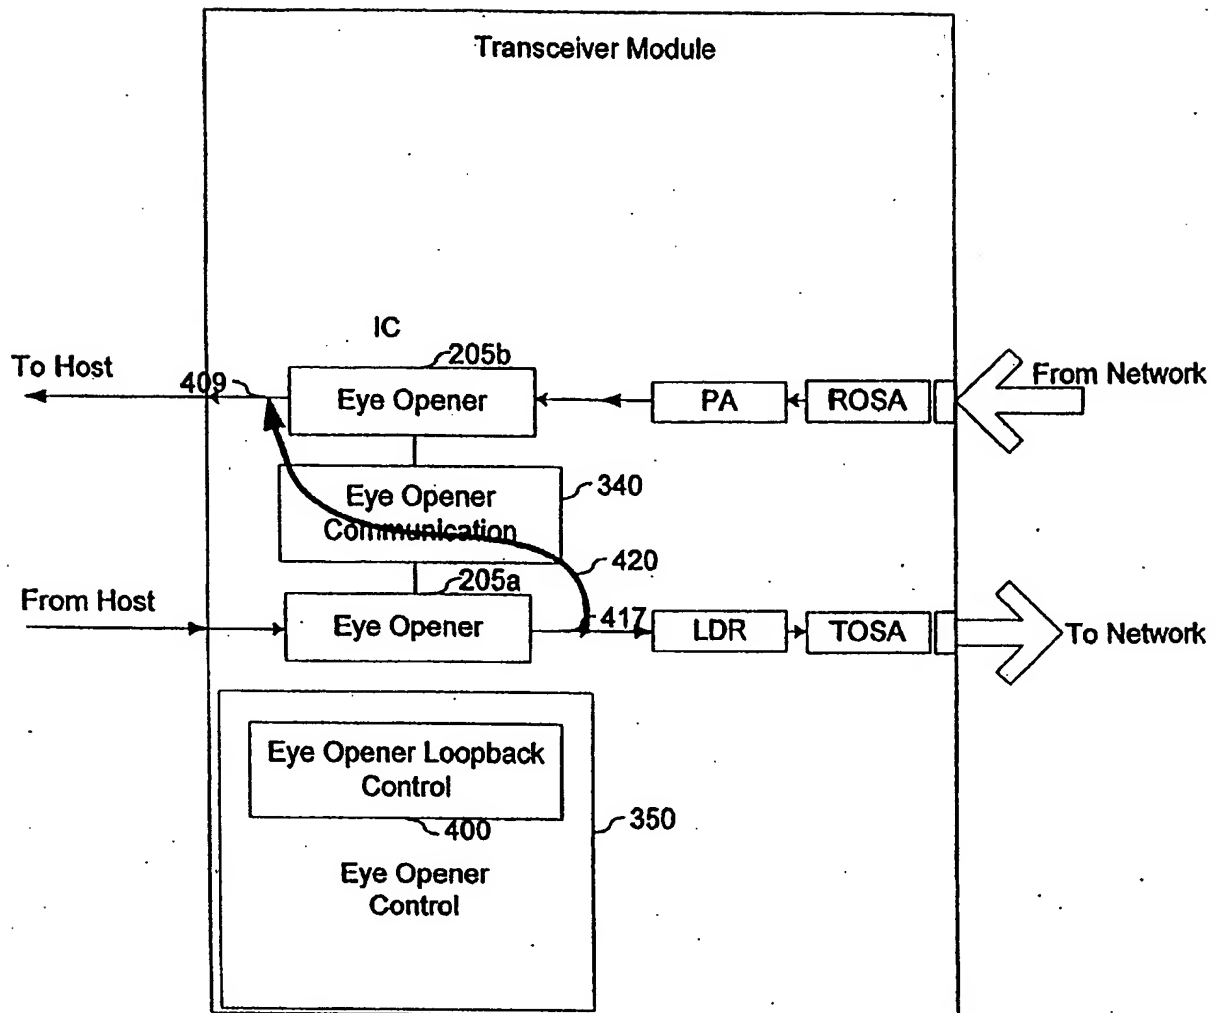 Transceiver Module
IC
205b
To Host
409
Eye Opener
PA
ROSA
From Network
Eye Opener
Communication
340
420
205a
From Host
Eye Opener
417
LDR
TOSA
To Network
Eye Opener Loopback
Control
400
350
Eye Opener
Control